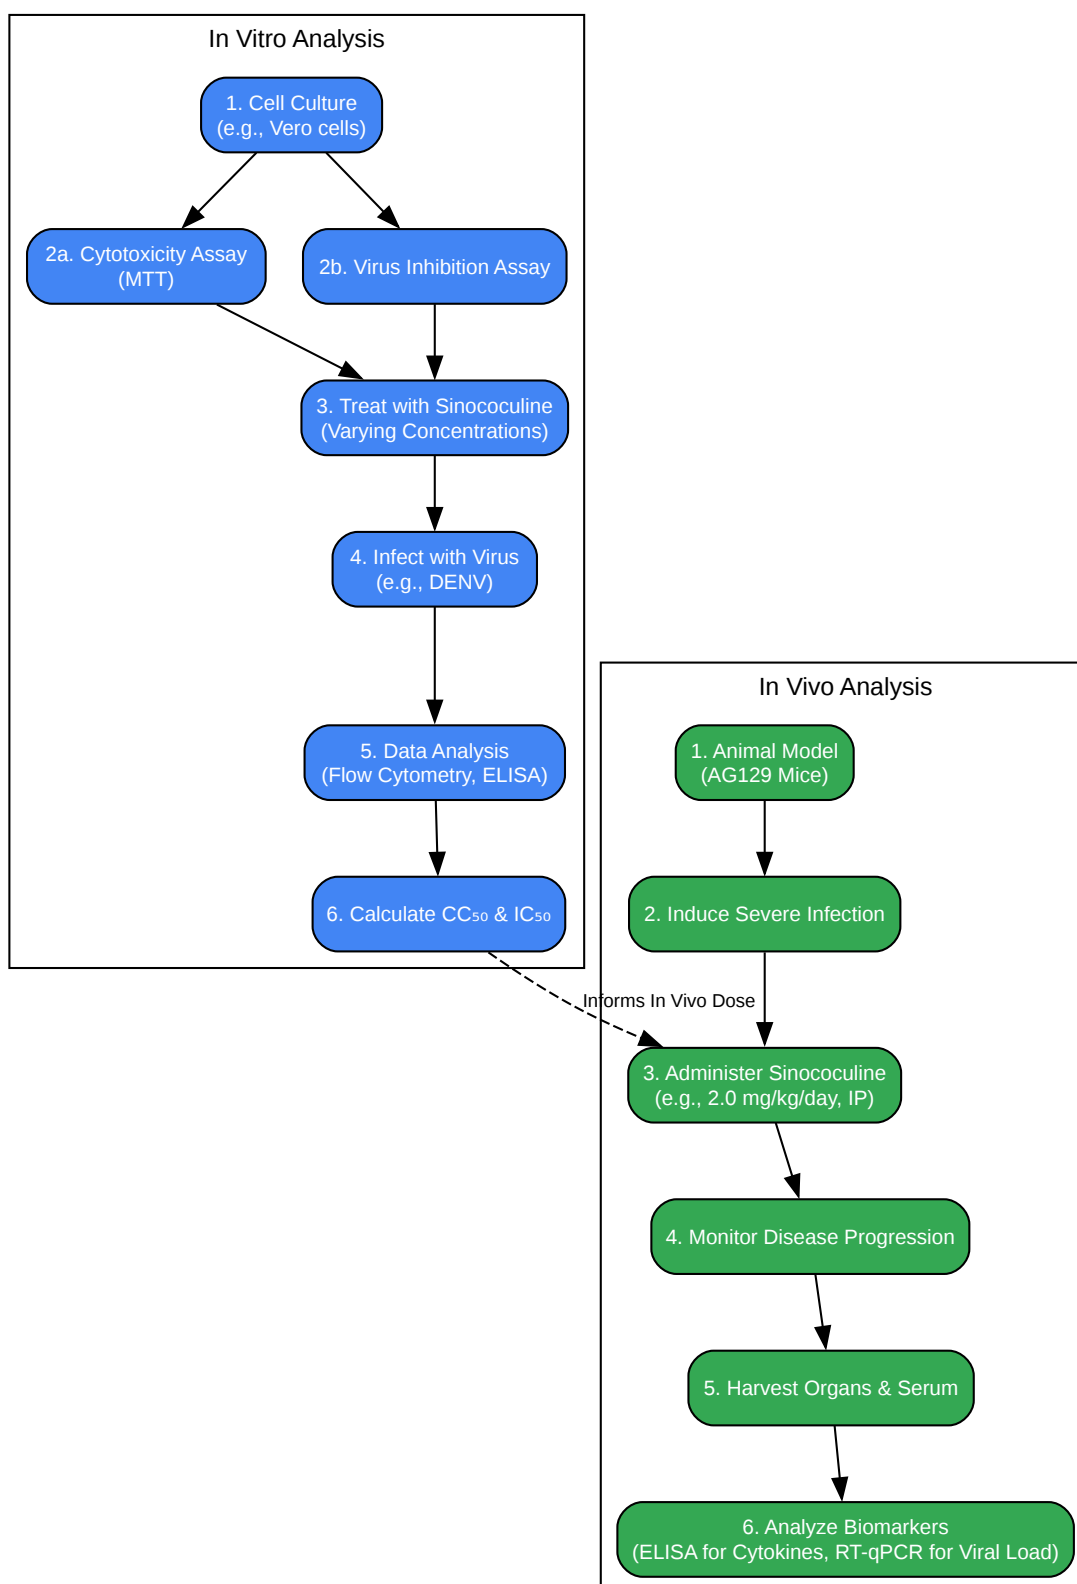 In Vitro Analysis
1. Cell Culture
(e.g., Vero cells)
2a. Cytotoxicity Assay
(MTT)
2b. Virus Inhibition Assay
3. Treat with Sinococuline
(Varying Concentrations)
4. Infect with Virus
(e.g., DENV)
5. Data Analysis
(Flow Cytometry, ELISA)
6. Calculate CC₅₀ & IC₅₀
In Vivo Analysis
1. Animal Model
(AG129 Mice)
2. Induce Severe Infection
Informs In Vivo Dose
3. Administer Sinococuline
(e.g., 2.0 mg/kg/day, IP)
4. Monitor Disease Progression
5. Harvest Organs & Serum
6. Analyze Biomarkers
(ELISA for Cytokines, RT-qPCR for Viral Load)